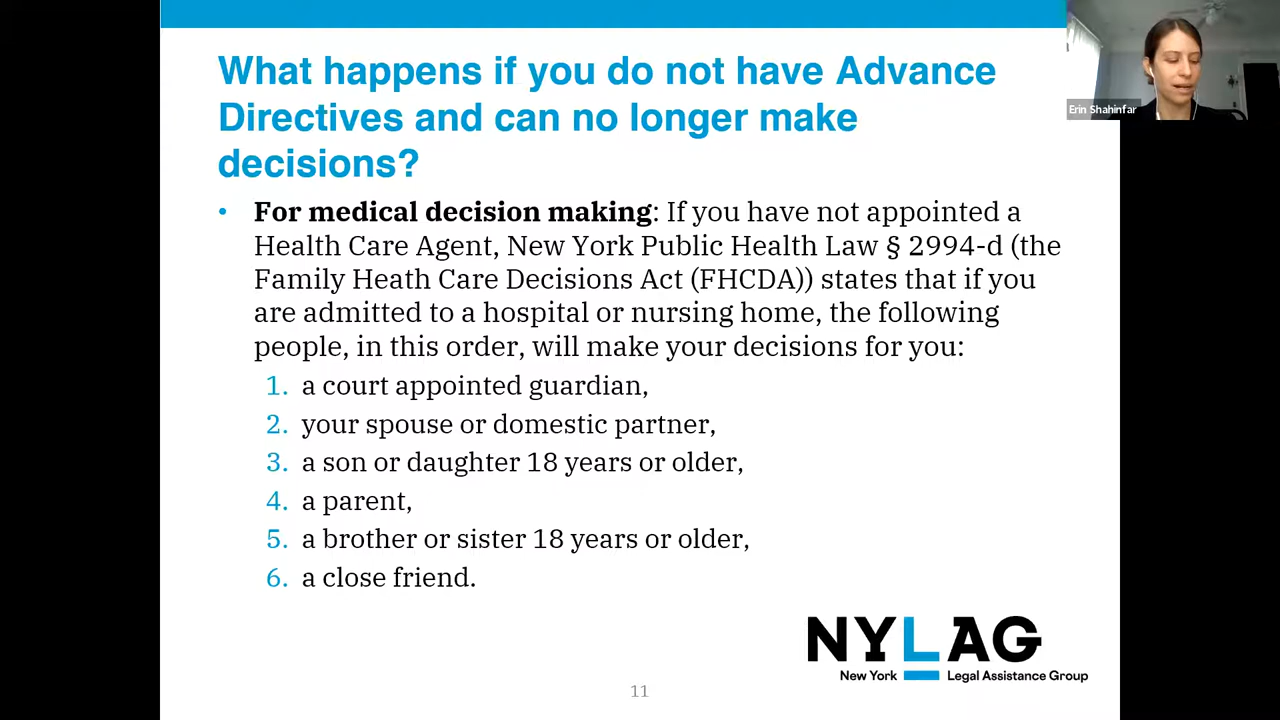 What happens if you do not have Advance
Directives and can no longer make
decisions?
Erin Shahinfar
• For medical decision making: If you have not appointed a
Health Care Agent, New York Public Health Law § 2994-d (the
Family Heath Care Decisions Act (FHCDA)) states that if you
are admitted to a hospital or nursing home, the following
people, in this order, will make your decisions for you:
1. a court appointed guardian,
2. your spouse or domestic partner,
3. a son or daughter 18 years or older,
4. a parent,
5. a brother or sister 18 years or older,
6. a close friend.
NYLAG
New York Legal Assistance Group
11